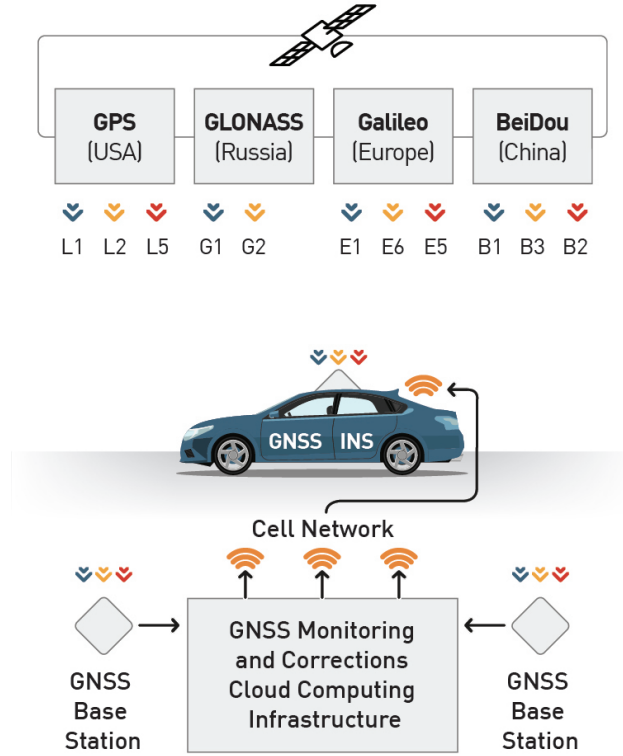 GPS
(USA)
GLONASS
(Russia)
Galileo
(Europe)
BeiDou
(China)
L1 L2 L5
G1 G2
E1 E6 E5
B1 B3 B2
GNSS INS
Cell Network
GNSS
Base
Station
GNSS Monitoring
and Corrections
Cloud Computing
Infrastructure
GNSS
Base
Station